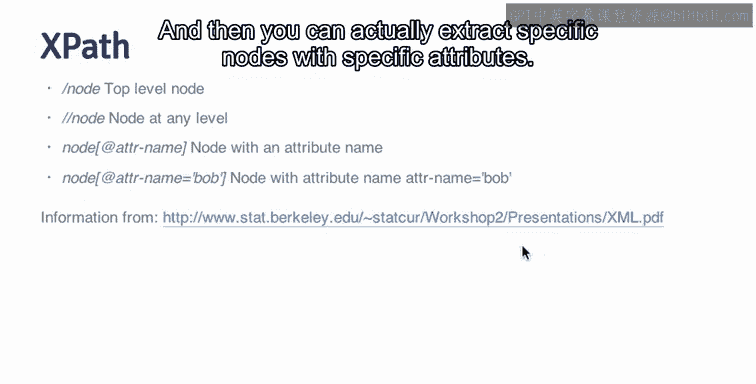 XPath
And then you can actually extract specific
nodes with specific attributes.
• /node Top level node
• //node Node at any level
• node[@attr-name] Node with an attribute name
• node[@attr-name='bob'] Node with attribute name attr-name='bob'
Information from: http://www.stat.berkeley.edu/~statcur/Workshop2/Presentations/XML.pdf